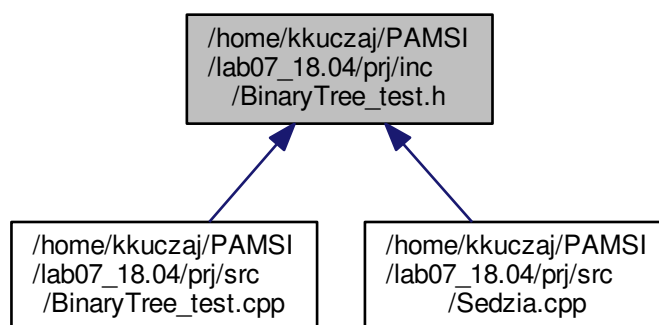 /home/kkuczaj/PAMSI
/lab07_18.04/prj/inc
/BinaryTree_test.h
/home/kkuczaj/PAMSI
/lab07_18.04/prj/src
/BinaryTree_test.cpp
/home/kkuczaj/PAMSI
/lab07_18.04/prj/src
/Sedzia.cpp